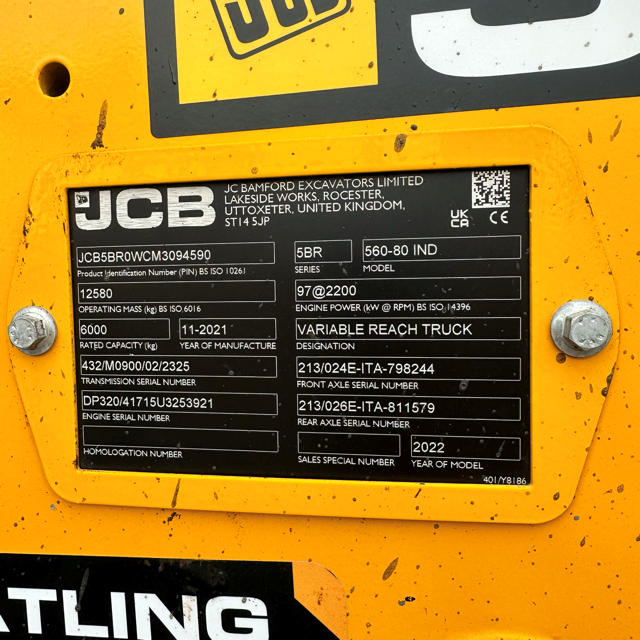 JCB
JCB
JC BAMFORD EXCAVATORS LIMITED
LAKESIDE WORKS, ROCESTER,
UTTOXETER, UNITED KINGDOM,
ST14 5JP
UK
CA
CE
JCB5BR0WCM3094590
Product Identification Number (PIN) BS ISO 10261
5BR
SERIES
560-80 IND
MODEL
12580
OPERATING MASS (kg) BS ISO 6016
97@2200
ENGINE POWER (kW @ RPM) BS ISO 14396
6000
RATED CAPACITY (kg)
11-2021
YEAR OF MANUFACTURE
VARIABLE REACH TRUCK
DESIGNATION
432/M0900/02/2325
TRANSMISSION SERIAL NUMBER
213/024E-ITA-798244
FRONT AXLE SERIAL NUMBER
DP320/41715U3253921
ENGINE SERIAL NUMBER
213/026E-ITA-811579
REAR AXLE SERIAL NUMBER
HOMOLOGATION NUMBER
SALES SPECIAL NUMBER
2022
YEAR OF MODEL
401/Y8186
ATLING